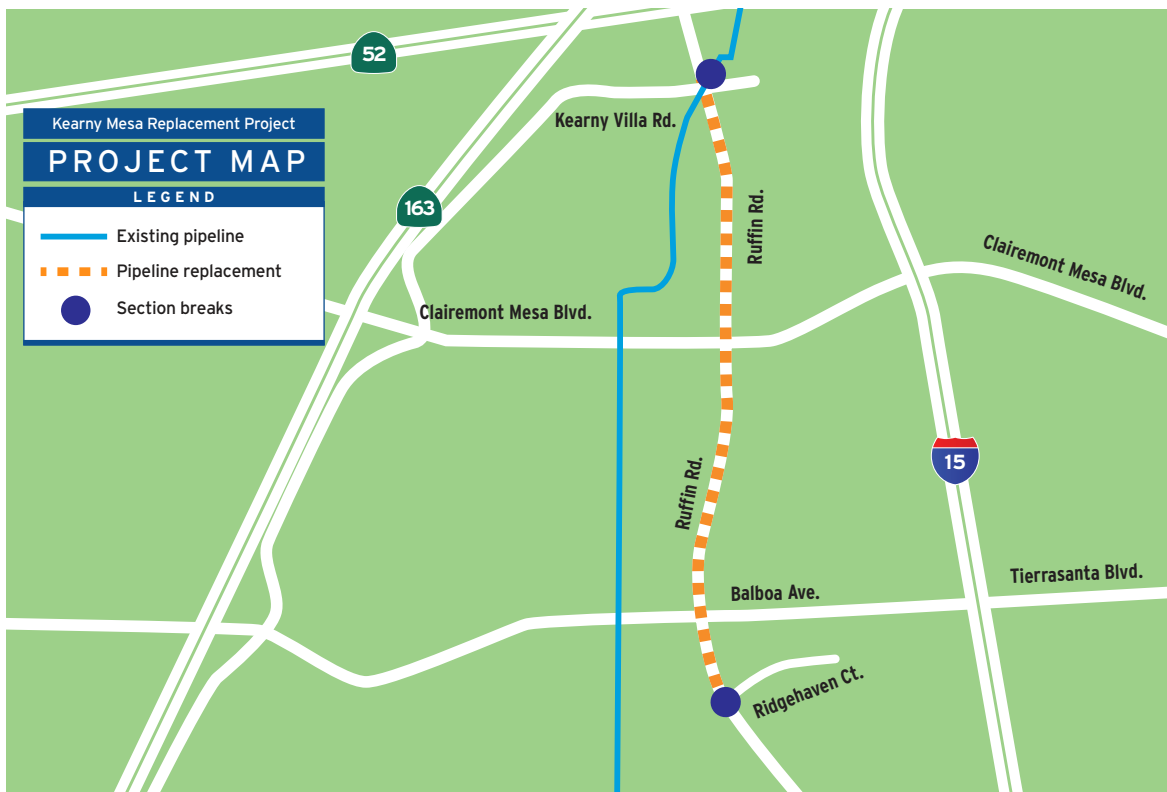 52
Kearny Mesa Replacement Project
PROJECT MAP
LEGEND
Existing pipeline
Pipeline replacement
Section breaks
Kearny Villa Rd.
163
Ruffin Rd.
Clairemont Mesa Blvd.
Clairemont Mesa Blvd.
15
Ruffin Rd.
Tierrasanta Blvd.
Balboa Ave.
Ridgehaven Ct.